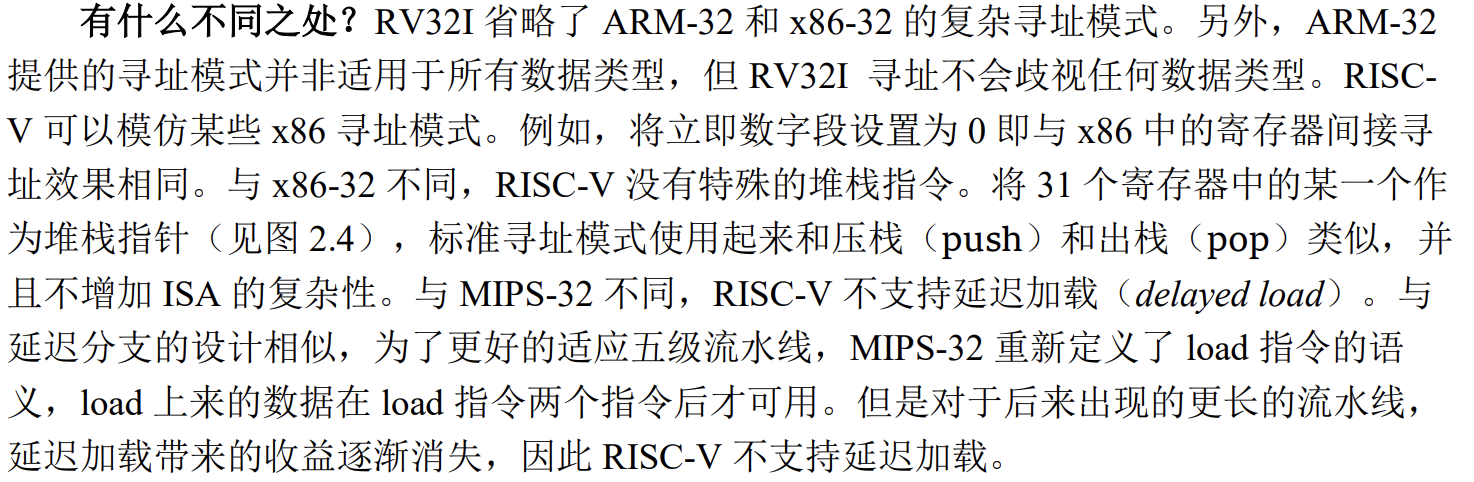 有什么不同之处？RV32I 省略了 ARM-32 和 x86-32 的复杂寻址模式。另外，ARM-32
提供的寻址模式并非适用于所有数据类型，但 RV32I 寻址不会歧视任何数据类型。RISC-
V 可以模仿某些 x86 寻址模式。例如，将立即数字段设置为 0 即与 x86 中的寄存器间接寻
址效果相同。与 x86-32 不同，RISC-V 没有特殊的堆栈指令。将 31 个寄存器中的某一个作
为堆栈指针（见图 2.4），标准寻址模式使用起来和压栈（push）和出栈（pop）类似，并
且不增加 ISA 的复杂性。与 MIPS-32 不同，RISC-V 不支持延迟加载（delayed load）。与
延迟分支的设计相似，为了更好的适应五级流水线，MIPS-32 重新定义了 load 指令的语
义，load 上来的数据在 load 指令两个指令后才可用。但是对于后来出现的更长的流水线，
延迟加载带来的收益逐渐消失，因此 RISC-V 不支持延迟加载。